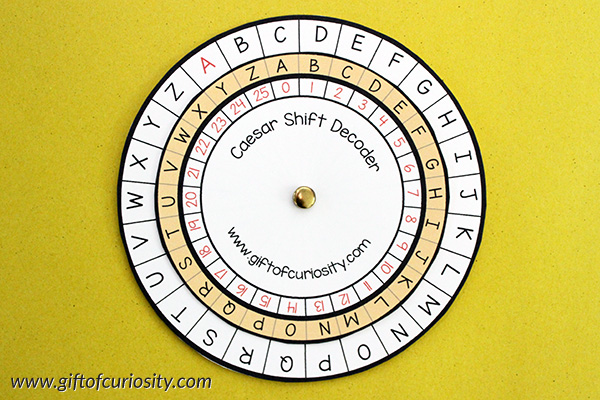 A B C D E F G H I J K L M N O P Q R S T U V W X Y Z
A B C D E F G H I J K L M N O P Q R S T U V W X Y Z
0 1 2 3 4 5 6 7 8 9 10 11 12 13 14 15 16 17 18 19 20 21 22 23 24 25
Caesar Shift Decoder
www.giftofcuriosity.com
www.giftofcuriosity.com